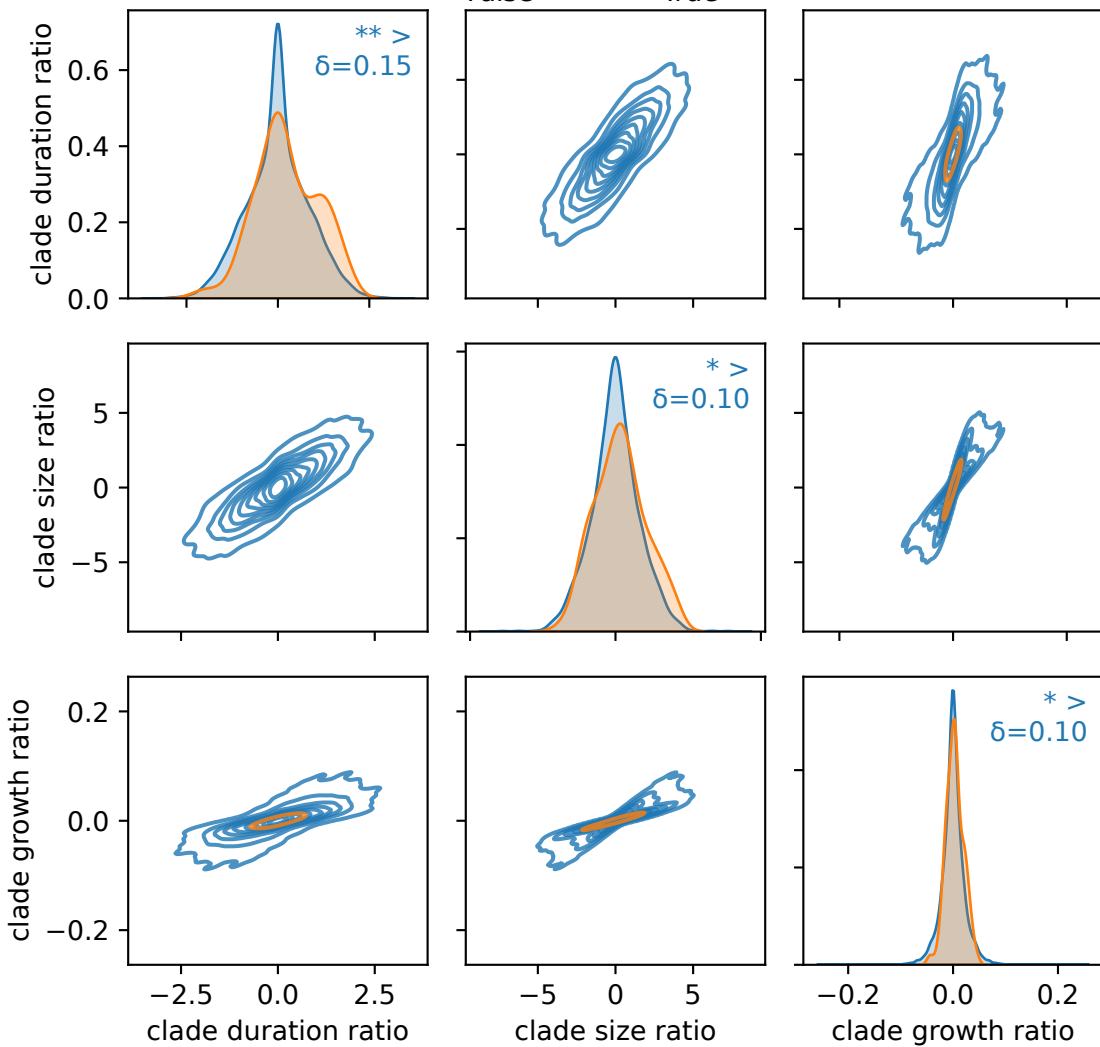 clade duration ratio
0.6
0.4
0.2
0.0
** >
δ=0.15
clade size ratio
5
0
−5
* >
δ=0.10
clade growth ratio
0.2
0.0
−0.2
* >
δ=0.10
−2.5 0.0 2.5
−5 0 5
−0.2 0.0 0.2
clade duration ratio
clade size ratio
clade growth ratio